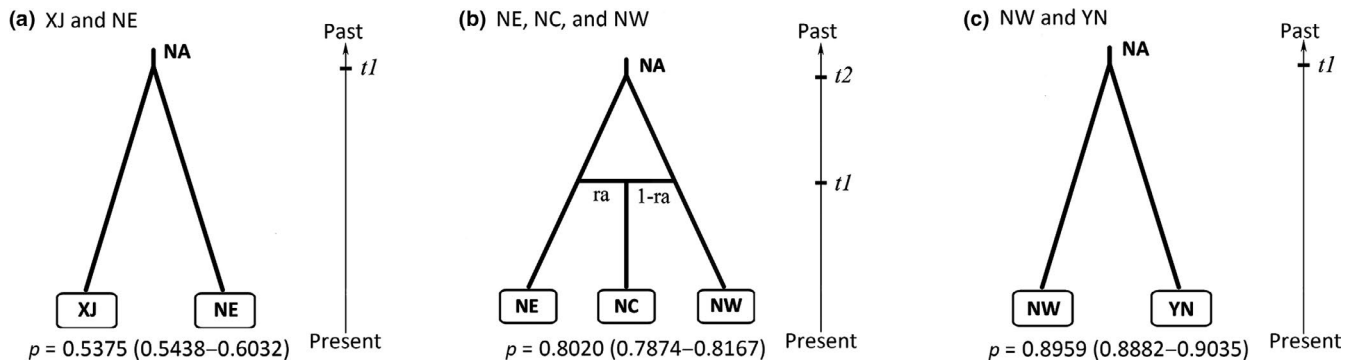 (a) XJ and NE
Past
NA
t1
XJ
NE
Present
p = 0.5375 (0.5438–0.6032)
(b) NE, NC, and NW
Past
NA
t2
t1
ra
1-ra
NE
NC
NW
Present
p = 0.8020 (0.7874–0.8167)
(c) NW and YN
Past
NA
t1
NW
YN
Present
p = 0.8959 (0.8882–0.9035)